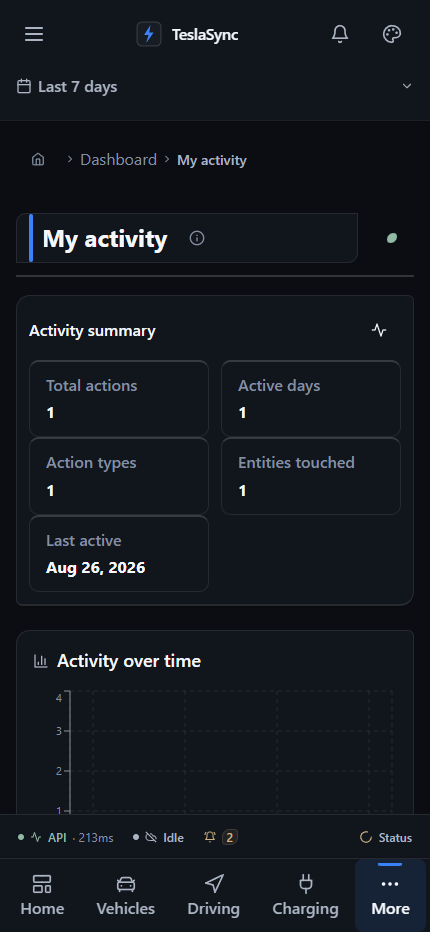 TeslaSync
Last 7 days
Dashboard My activity
My activity
Activity summary
Total actions
1
Active days
1
Action types
1
Entities touched
1
Last active
Aug 26, 2026
Activity over time
4
3
2
1
API · 213ms Idle 2 Status
Home Vehicles Driving Charging More